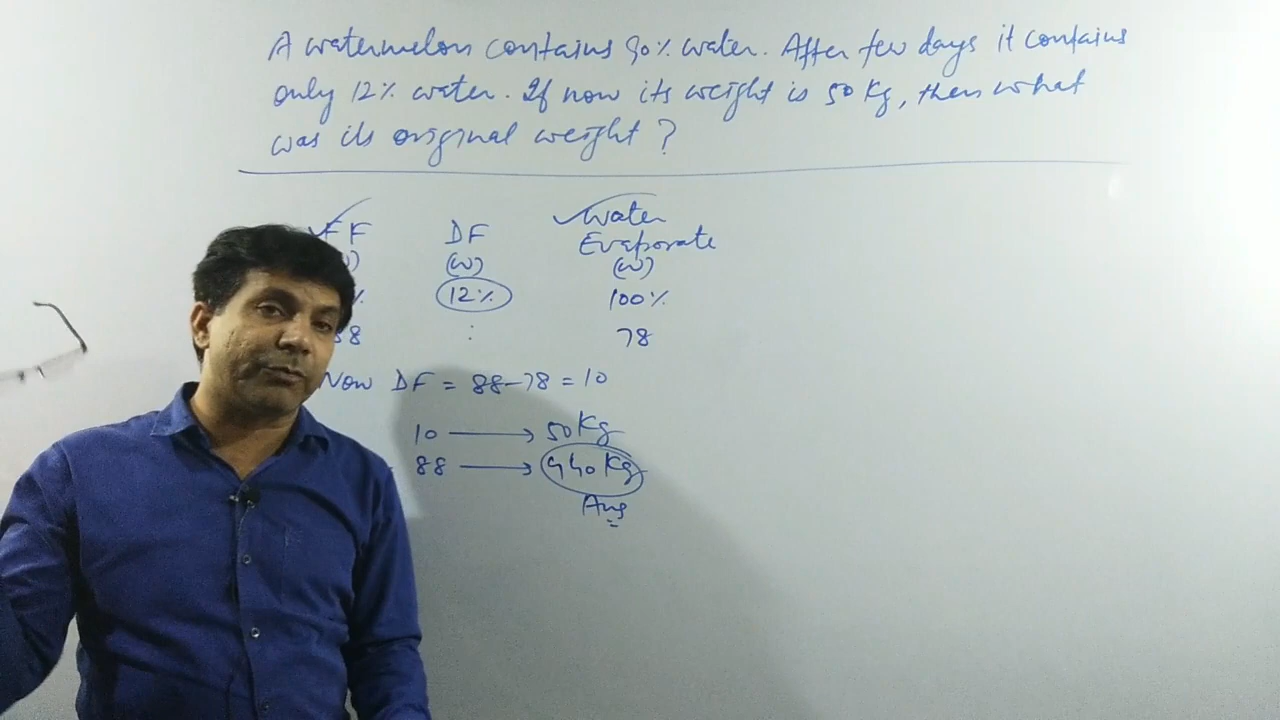 A watermelon contains 90% water. After few days it contains
only 12% water. If now its weight is 50 Kg, then what
was its original weight ?
FF DF Water
Evaporate
) (W) (W)
% 12% 100%
88 : 78
Now DF = 88-78 = 10
10 → 50 Kg
88 → 440 Kg
Ans